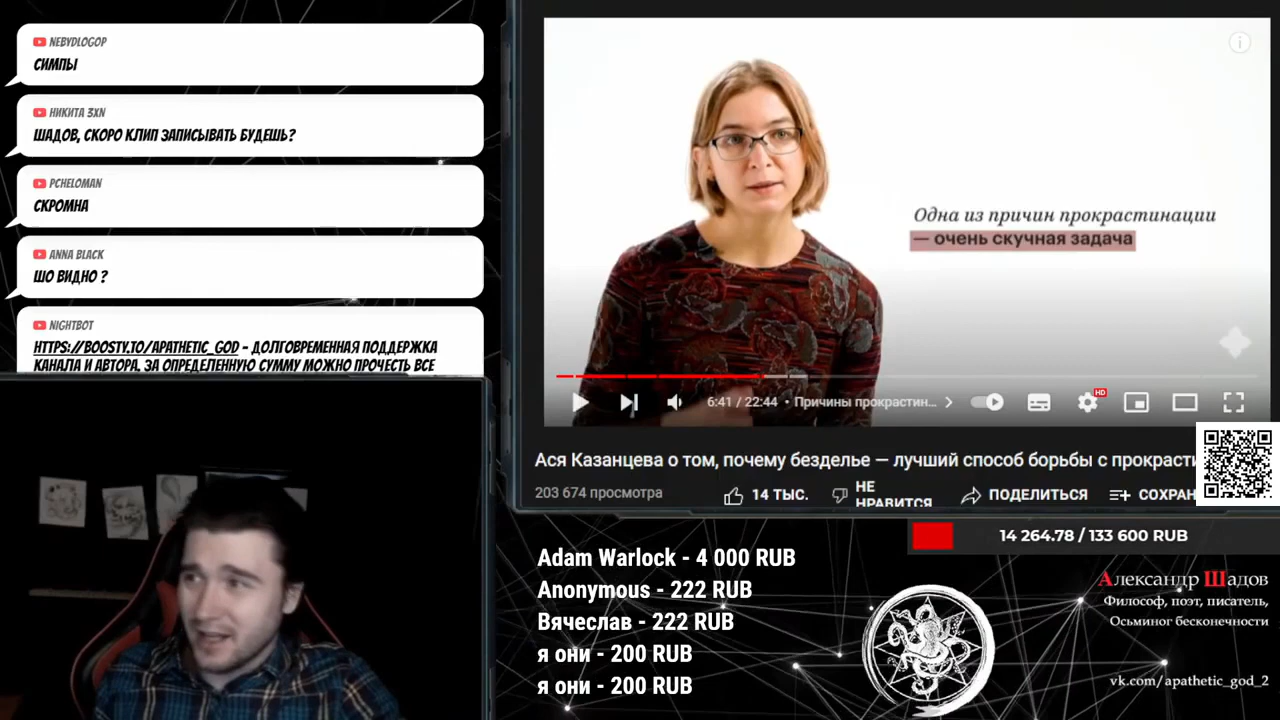 NEBYDLOGOP
СИМПЫ
НИКИТА ЗХN
ШАДОВ, СКОРО КЛИП ЗАПИСЫВАТЬ БУДЕШЬ?
PCHELOMAN
СКРОМНА
ANNA BLACK
ШО ВИДНО ?
NIGHTBOT
HTTPS://BOOSTY.TO/APATHETIC_GOD - ДОЛГОВРЕМЕННАЯ ПОДДЕРЖКА
КАНАЛА И АВТОРА. ЗА ОПРЕДЕЛЕННУЮ СУММУ МОЖНО ПРОЧЕСТЬ ВСЕ
Одна из причин прокрастинации
— очень скучная задача
6:41 / 22:44 • Причины прокрастин...
HD
Ася Казанцева о том, почему безделье — лучший способ борьбы с прокрасти
203 674 просмотра
14 ТЫС.
НЕ
НРАВИТСЯ
ПОДЕЛИТЬСЯ
СОХРАН
14 264.78 / 133 600 RUB
Adam Warlock - 4 000 RUB
Anonymous - 222 RUB
Вячеслав - 222 RUB
я они - 200 RUB
я они - 200 RUB
Александр Шадов
Философ, поэт, писатель,
Осьминог бесконечности
vk.com/apathetic_god_2